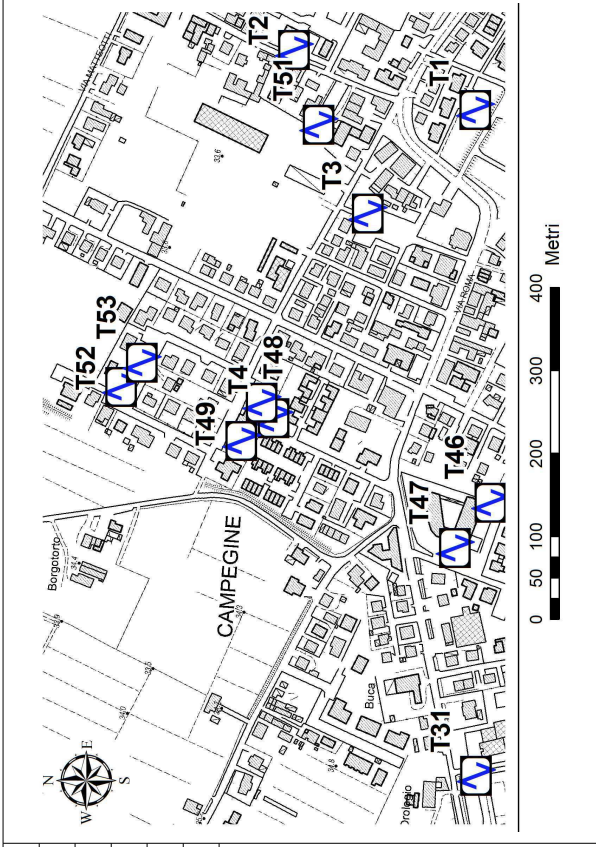 N
E
S
W
VIA MATTEOTTI
T2
T51
T1
T3
T53
T52
T4
T48
T49
VIA ROMA
T46
T47
CAMPEGINE
Borgotorto
Buca
T31
Orologio
0 50 100 200 300 400
Metri